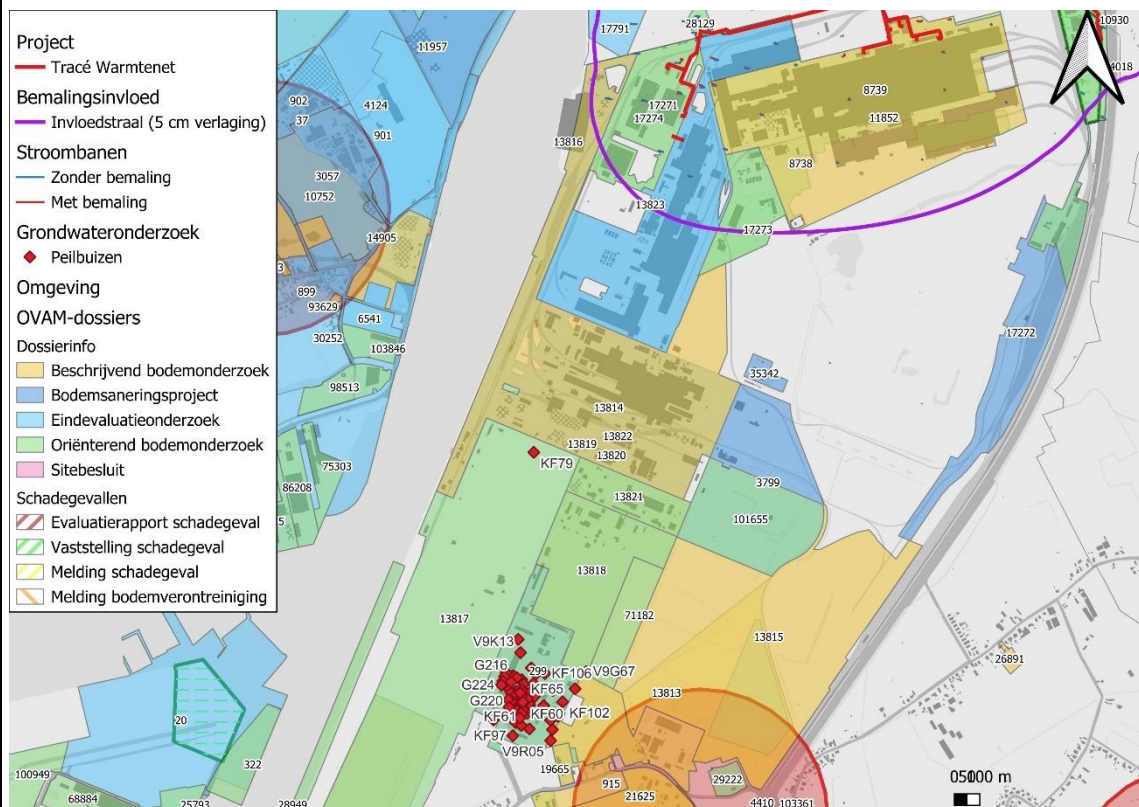 Project
Tracé Warmtenet
Bemalingsinvloed
Invloedstraal (5 cm verlaging)
Stroombanen
Zonder bemaling
Met bemaling
Grondwateronderzoek
Peilbuizen
Omgeving
OVAM-dossiers
Dossierinfo
Beschrijvend bodemonderzoek
Bodemsaneringsproject
Eindevaluatieonderzoek
Oriënterend bodemonderzoek
Sitebesluit
Schadegevallen
Evaluatierapport schadegeval
Vaststelling schadegeval
Melding schadegeval
Melding bodemverontreiniging
17791
28129
10930
4018
11957
902
37
4124
901
3057
10752
14905
899
93629
6541
30252
103846
98513
75303
86208
13816
17271
17274
8739
11852
8738
13823
17273
17272
35342
13814
13822
13819
13820
KF79
13821
3799
101655
13818
71182
13817
13815
V9K13
G216
299
KF106
V9G67
G224
KF65
G220
KF61
KF60
KF102
KF97
V9R05
13813
26891
19665
915
21625
29222
4410
103361
20
322
100949
68884
25793
28949